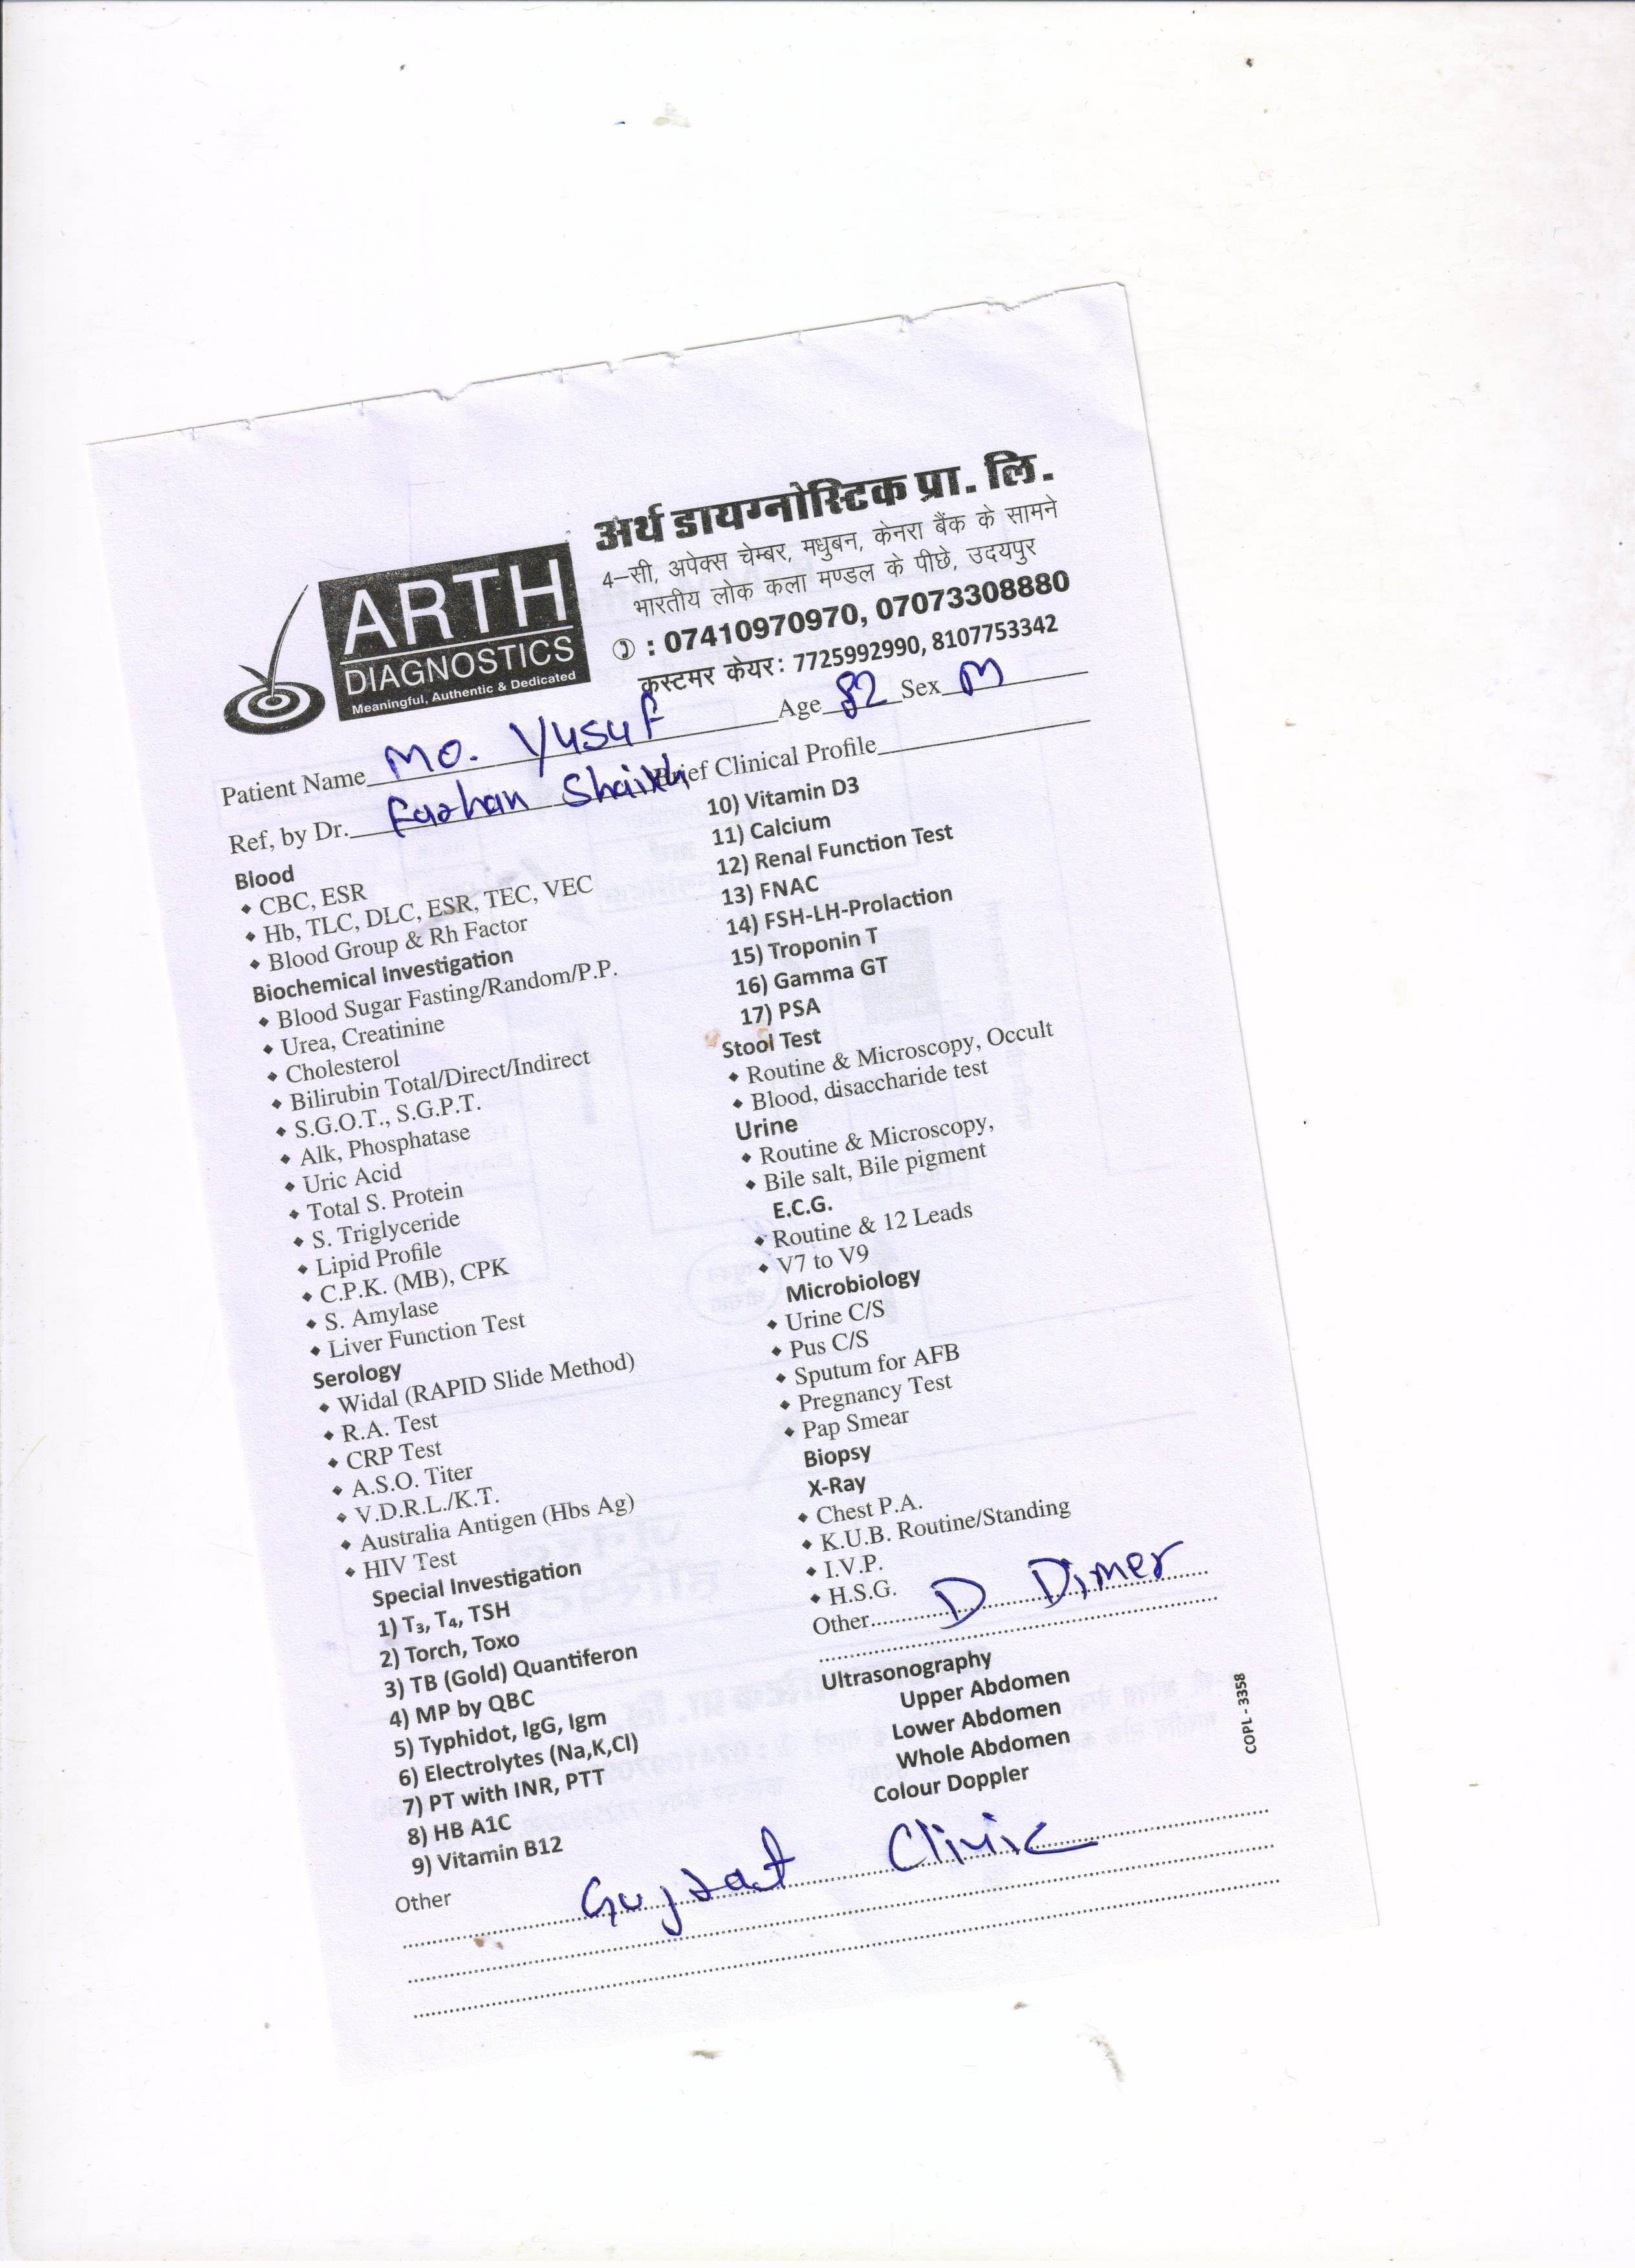 अर्थ डायग्नोस्टिक प्रा. लि.
4-सी, अपेक्स चेम्बर, मधुबन, केनरा बैंक के सामने
भारतीय लोक कला मण्डल के पीछे, उदयपुर
: 07410970970, 07073308880
कस्टमर केयर: 7725992990, 8107753342
ARTH
DIAGNOSTICS
Meaningful, Authentic & Dedicated
Patient Name Mo. Yusuf Age 82 Sex M
Ref, by Dr. Farhan Shaikh Brief Clinical Profile
Blood
♦ CBC, ESR
♦ Hb, TLC, DLC, ESR, TEC, VEC
♦ Blood Group & Rh Factor
Biochemical Investigation
♦ Blood Sugar Fasting/Random/P.P.
♦ Urea, Creatinine
♦ Cholesterol
♦ Bilirubin Total/Direct/Indirect
♦ S.G.O.T., S.G.P.T.
♦ Alk, Phosphatase
♦ Uric Acid
♦ Total S. Protein
♦ S. Triglyceride
♦ Lipid Profile
♦ C.P.K. (MB), CPK
♦ S. Amylase
♦ Liver Function Test
Serology
♦ Widal (RAPID Slide Method)
♦ R.A. Test
♦ CRP Test
♦ A.S.O. Titer
♦ V.D.R.L./K.T.
♦ Australia Antigen (Hbs Ag)
♦ HIV Test
Special Investigation
1) T3, T4, TSH
2) Torch, Toxo
3) TB (Gold) Quantiferon
4) MP by QBC
5) Typhidot, IgG, Igm
6) Electrolytes (Na,K,Cl)
7) PT with INR, PTT
8) HB A1C
9) Vitamin B12
10) Vitamin D3
11) Calcium
12) Renal Function Test
13) FNAC
14) FSH-LH-Prolaction
15) Troponin T
16) Gamma GT
17) PSA
Stool Test
♦ Routine & Microscopy, Occult
♦ Blood, disaccharide test
Urine
♦ Routine & Microscopy,
♦ Bile salt, Bile pigment
E.C.G.
♦ Routine & 12 Leads
♦ V7 to V9
Microbiology
♦ Urine C/S
♦ Pus C/S
♦ Sputum for AFB
♦ Pregnancy Test
♦ Pap Smear
Biopsy
X-Ray
♦ Chest P.A.
♦ K.U.B. Routine/Standing
♦ I.V.P.
♦ H.S.G.
Other D Dimer
Ultrasonography
Upper Abdomen
Lower Abdomen
Whole Abdomen
Colour Doppler
COPL - 3358
Other Gujrat Clinic